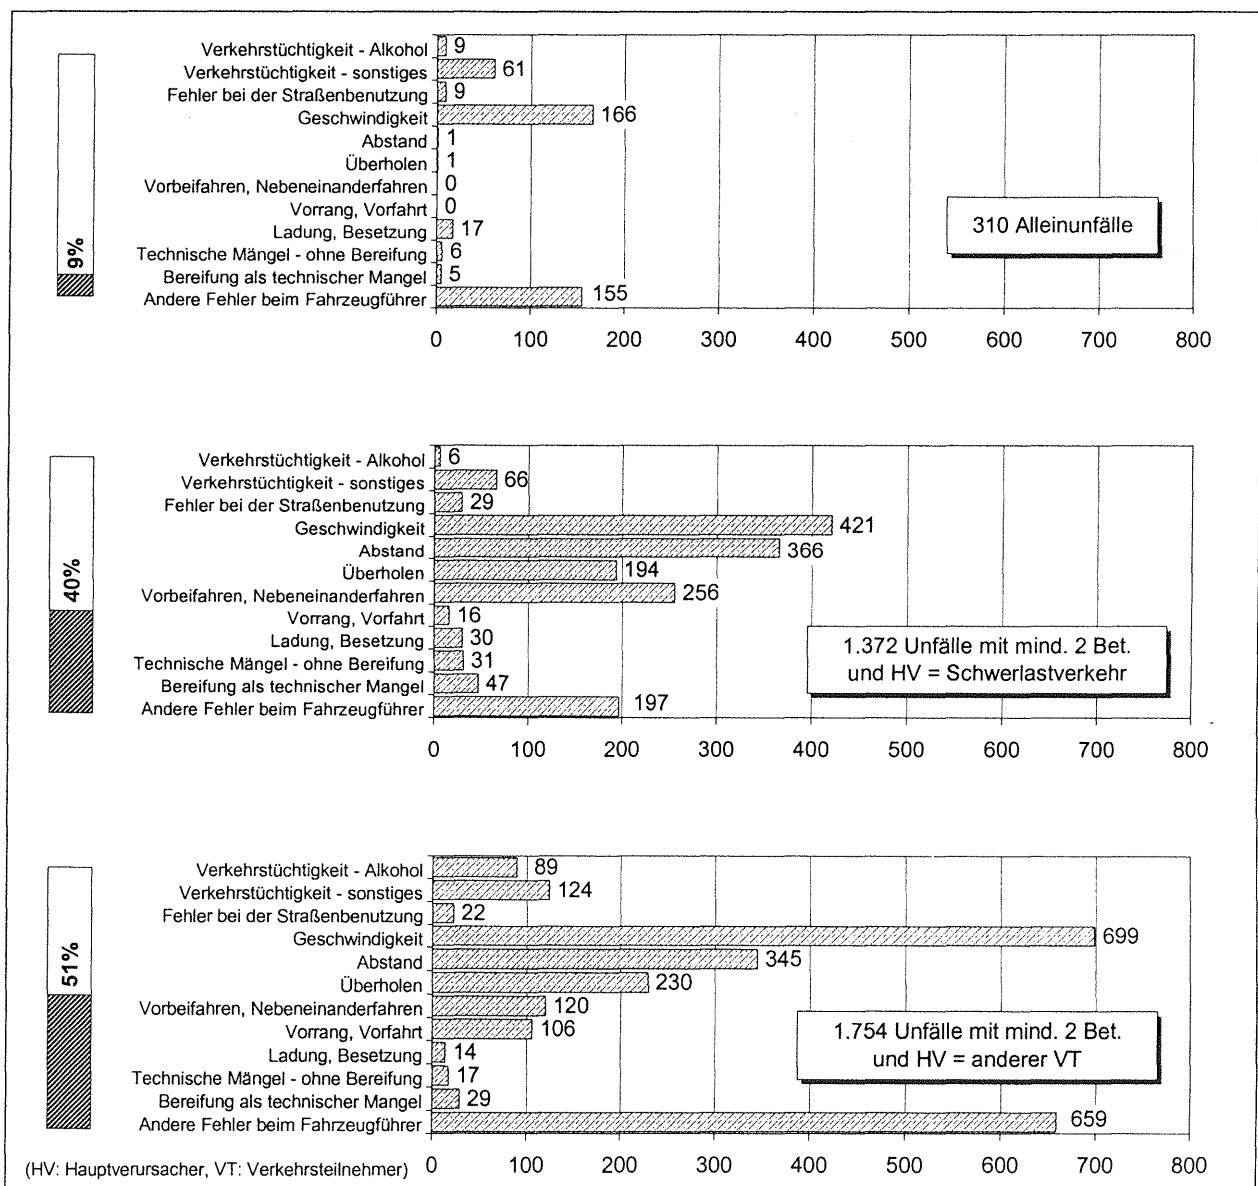 Verkehrstüchtigkeit - Alkohol 9
Verkehrstüchtigkeit - sonstiges 61
Fehler bei der Straßenbenutzung 9
Geschwindigkeit 166
Abstand 1
Überholen 1
Vorbeifahren, Nebeneinanderfahren 0
Vorrang, Vorfahrt 0
Ladung, Besetzung 17
Technische Mängel - ohne Bereifung 6
Bereifung als technischer Mangel 5
Andere Fehler beim Fahrzeugführer 155
9%
310 Alleinunfälle
0 100 200 300 400 500 600 700 800
Verkehrstüchtigkeit - Alkohol 6
Verkehrstüchtigkeit - sonstiges 66
Fehler bei der Straßenbenutzung 29
Geschwindigkeit 421
Abstand 366
Überholen 194
Vorbeifahren, Nebeneinanderfahren 256
Vorrang, Vorfahrt 16
Ladung, Besetzung 30
Technische Mängel - ohne Bereifung 31
Bereifung als technischer Mangel 47
Andere Fehler beim Fahrzeugführer 197
40%
1.372 Unfälle mit mind. 2 Bet.
und HV = Schwerlastverkehr
0 100 200 300 400 500 600 700 800
Verkehrstüchtigkeit - Alkohol 89
Verkehrstüchtigkeit - sonstiges 124
Fehler bei der Straßenbenutzung 22
Geschwindigkeit 699
Abstand 345
Überholen 230
Vorbeifahren, Nebeneinanderfahren 120
Vorrang, Vorfahrt 106
Ladung, Besetzung 14
Technische Mängel - ohne Bereifung 17
Bereifung als technischer Mangel 29
Andere Fehler beim Fahrzeugführer 659
51%
1.754 Unfälle mit mind. 2 Bet.
und HV = anderer VT
0 100 200 300 400 500 600 700 800
(HV: Hauptverursacher, VT: Verkehrsteilnehmer)